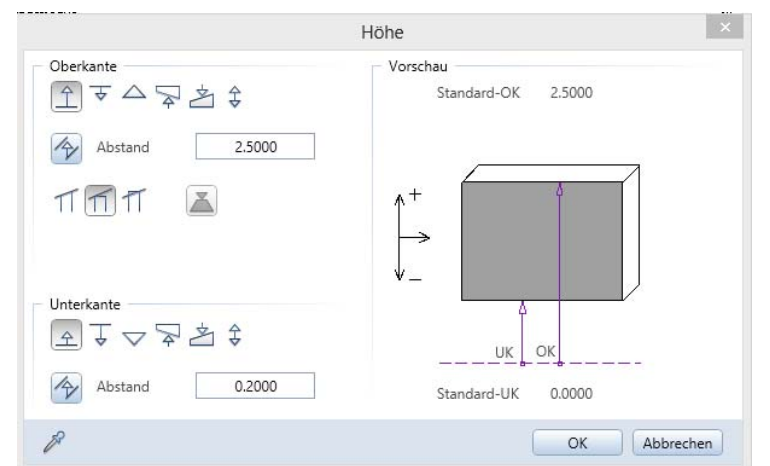 Höhe
Oberkante
Abstand 2.5000
Unterkante
Abstand 0.2000
Vorschau
Standard-OK 2.5000
+
−
UK OK
Standard-UK 0.0000
OK Abbrechen